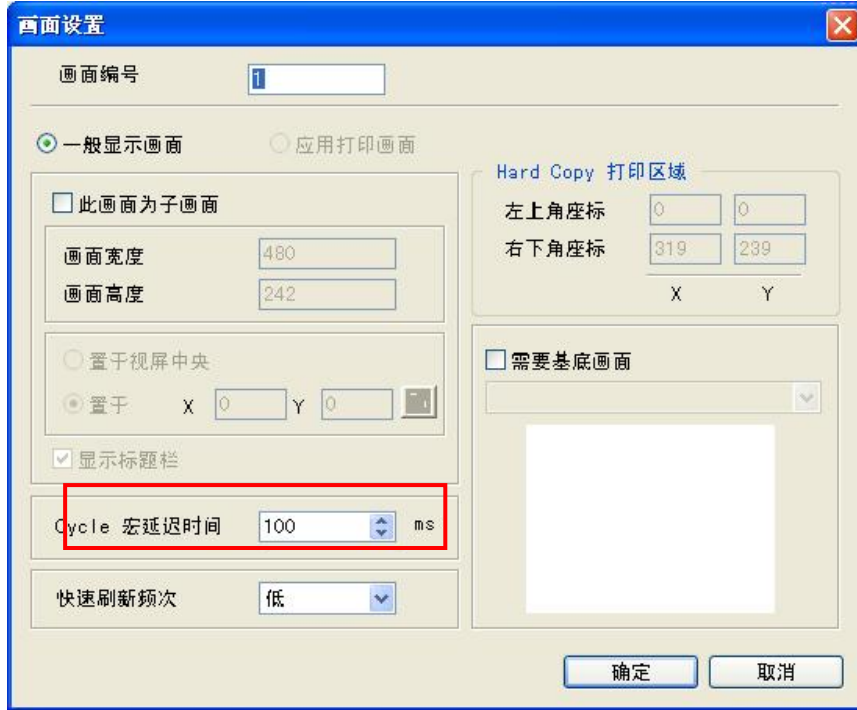 画面设置
画面编号 1
一般显示画面 应用打印画面
此画面为子画面
画面宽度 480
画面高度 242
置于视屏中央
置于 X 0 Y 0
显示标题栏
Cycle 宏延迟时间 100 ms
快速刷新频次 低
Hard Copy 打印区域
左上角座标 0 0
右下角座标 319 239
X Y
需要基底画面
确定 取消